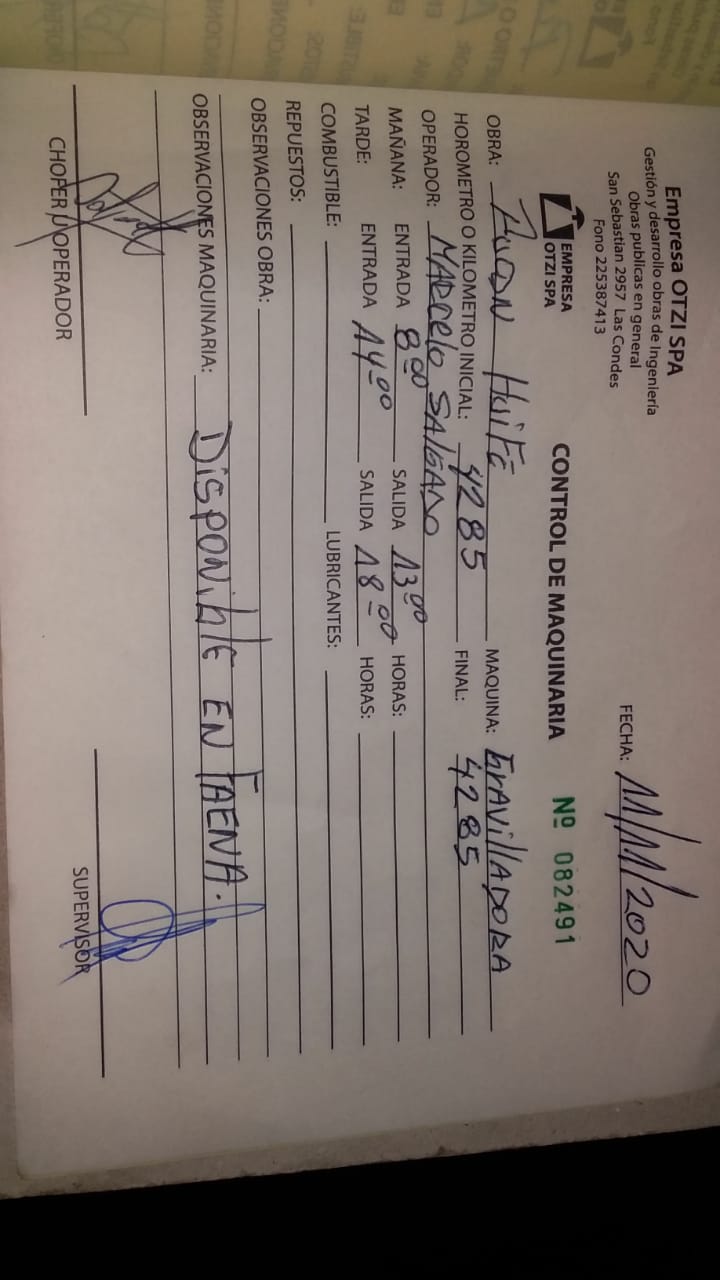 Empresa OTZI SPA
Gestión y desarrollo obras de Ingeniería
Obras publicas en general
San Sebastian 2957 Las Condes
Fono 225387413
FECHA: 11/11/2020
EMPRESA
OTZI SPA
CONTROL DE MAQUINARIA Nº 082491
OBRA: Huife MAQUINA: GrAvillADORA
HOROMETRO O KILOMETRO INICIAL: 4285 FINAL: 4285
OPERADOR: MARCelo SALGADO
MAÑANA: ENTRADA 8:00 SALIDA 13:00 HORAS:
TARDE: ENTRADA 14:00 SALIDA 18:00 HORAS:
COMBUSTIBLE: LUBRICANTES:
REPUESTOS:
OBSERVACIONES OBRA:
OBSERVACIONES MAQUINARIA: DisPONiblE EN FAENA.
CHOFER U OPERADOR SUPERVISOR